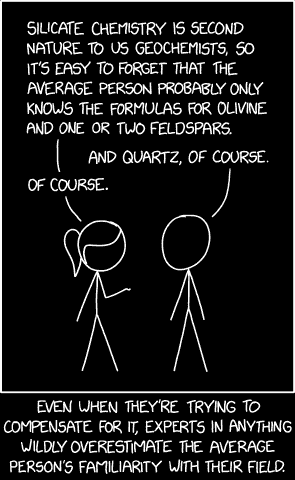 SILICATE CHEMISTRY IS SECOND
NATURE TO US GEOCHEMISTS, SO
IT'S EASY TO FORGET THAT THE
AVERAGE PERSON PROBABLY ONLY
KNOWS THE FORMULAS FOR OLIVINE
AND ONE OR TWO FELDSPARS.
AND QUARTZ, OF COURSE.
OF COURSE.
EVEN WHEN THEY'RE TRYING TO
COMPENSATE FOR IT, EXPERTS IN ANYTHING
WILDLY OVERESTIMATE THE AVERAGE
PERSON'S FAMILIARITY WITH THEIR FIELD.